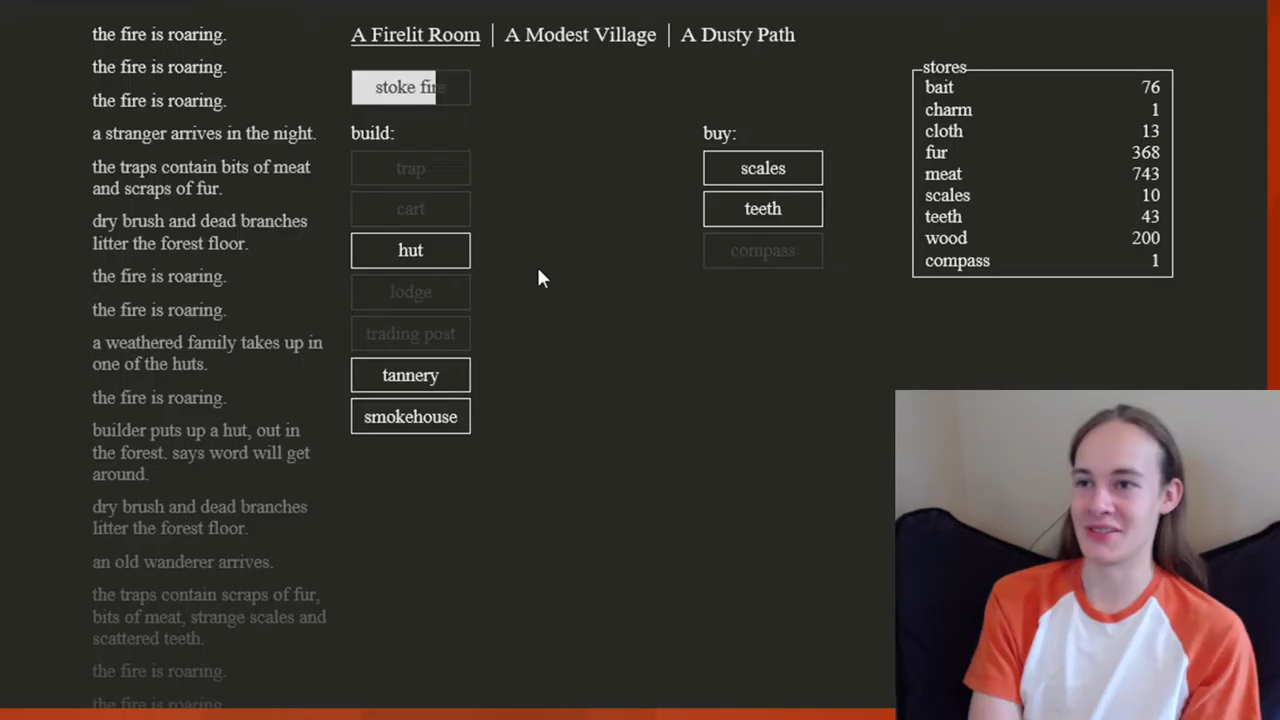 the fire is roaring.
the fire is roaring.
the fire is roaring.
a stranger arrives in the night.
the traps contain bits of meat
and scraps of fur.
dry brush and dead branches
litter the forest floor.
the fire is roaring.
the fire is roaring.
a weathered family takes up in
one of the huts.
the fire is roaring.
builder puts up a hut, out in
the forest. says word will get
around.
dry brush and dead branches
litter the forest floor.
an old wanderer arrives.
the traps contain scraps of fur,
bits of meat, strange scales and
scattered teeth.
the fire is roaring.
the fire is roaring.
A Firelit Room | A Modest Village | A Dusty Path
stoke fire
build:
trap
cart
hut
lodge
trading post
tannery
smokehouse
buy:
scales
teeth
compass
stores
bait 76
charm 1
cloth 13
fur 368
meat 743
scales 10
teeth 43
wood 200
compass 1